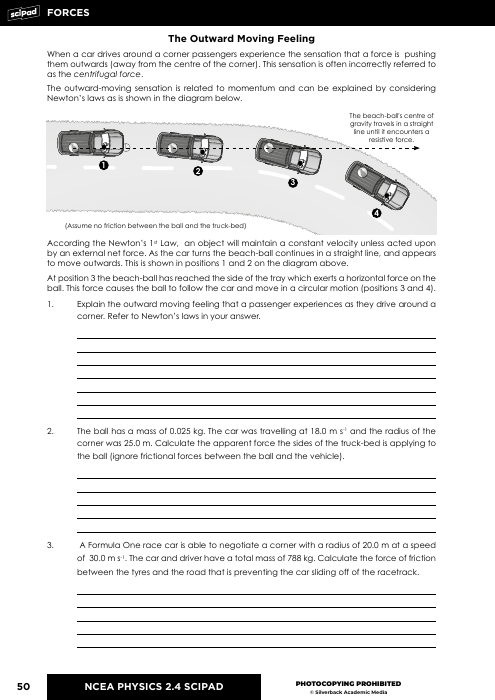 scipad FORCES
The Outward Moving Feeling
When a car drives around a corner passengers experience the sensation that a force is pushing
them outwards (away from the centre of the corner). This sensation is often incorrectly referred to
as the centrifugal force.
The outward-moving sensation is related to momentum and can be explained by considering
Newton's laws as is shown in the diagram below.
The beach-ball's centre of
gravity travels in a straight
line until it encounters a
resistive force.
1
2
3
4
(Assume no friction between the ball and the truck-bed)
According the Newton's 1st Law, an object will maintain a constant velocity unless acted upon
by an external net force. As the car turns the beach-ball continues in a straight line, and appears
to move outwards. This is shown in positions 1 and 2 on the diagram above.
At position 3 the beach-ball has reached the side of the tray which exerts a horizontal force on the
ball. This force causes the ball to follow the car and move in a circular motion (positions 3 and 4).
1. Explain the outward moving feeling that a passenger experiences as they drive around a
corner. Refer to Newton's laws in your answer.
2. The ball has a mass of 0.025 kg. The car was travelling at 18.0 m s⁻¹ and the radius of the
corner was 25.0 m. Calculate the apparent force the sides of the truck-bed is applying to
the ball (ignore frictional forces between the ball and the vehicle).
3. A Formula One race car is able to negotiate a corner with a radius of 20.0 m at a speed
of 30.0 m s⁻¹. The car and driver have a total mass of 788 kg. Calculate the force of friction
between the tyres and the road that is preventing the car sliding off of the racetrack.
50 NCEA PHYSICS 2.4 SCIPAD PHOTOCOPYING PROHIBITED
© Silverback Academic Media